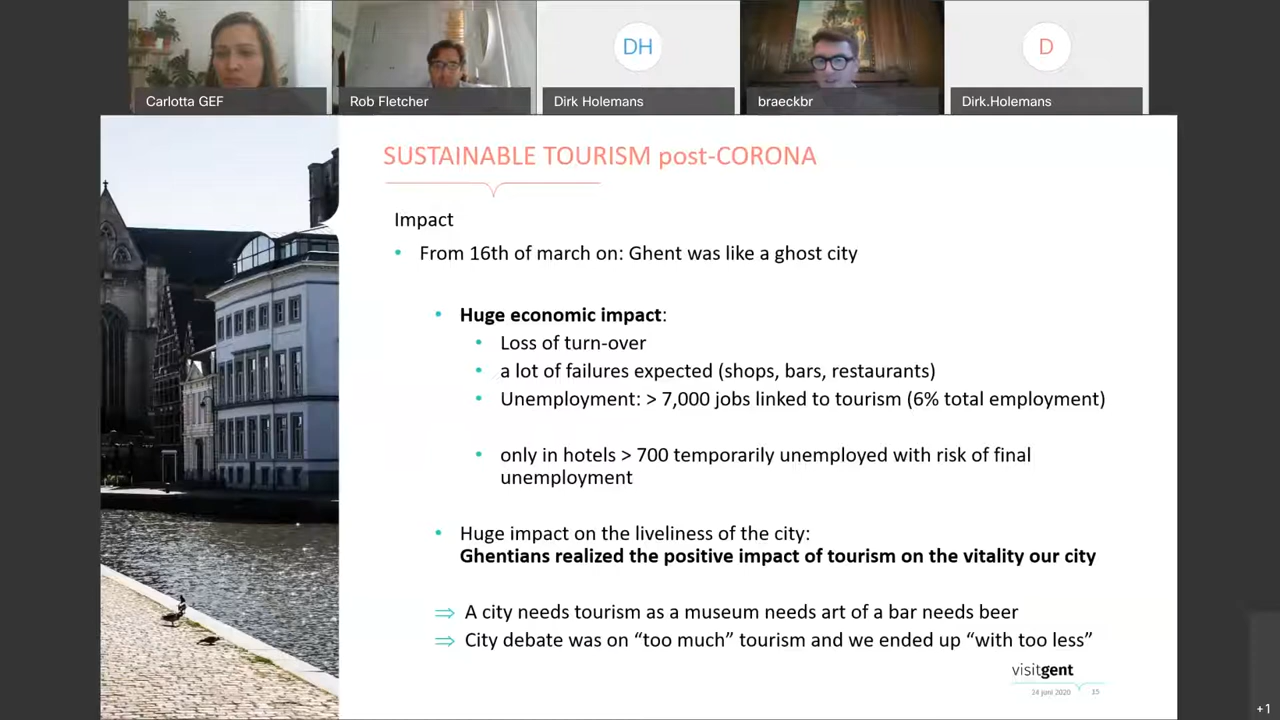 DH
D
Carlotta GEF
Rob Fletcher
Dirk Holemans
braeckbr
Dirk.Holemans
SUSTAINABLE TOURISM post-CORONA
Impact
• From 16th of march on: Ghent was like a ghost city
• Huge economic impact:
• Loss of turn-over
• a lot of failures expected (shops, bars, restaurants)
• Unemployment: > 7,000 jobs linked to tourism (6% total employment)
• only in hotels > 700 temporarily unemployed with risk of final
unemployment
• Huge impact on the liveliness of the city:
Ghentians realized the positive impact of tourism on the vitality our city
⇒ A city needs tourism as a museum needs art of a bar needs beer
⇒ City debate was on “too much” tourism and we ended up “with too less”
visitgent
24 juni 2020 15
+1